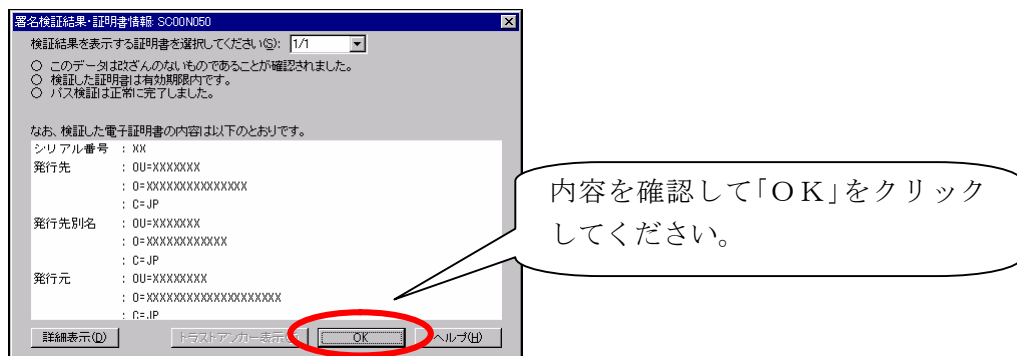 署名検証結果・証明書情報: SC00N050
検証結果を表示する証明書を選択してください(S): 1/1
○ このデータは改ざんのないものであることが確認されました。
○ 検証した証明書は有効期限内です。
○ パス検証は正常に完了しました。
なお、検証した電子証明書の内容は以下のとおりです。
シリアル番号 : XX
発行先 : OU=XXXXXXX
: O=XXXXXXXXXXXXXXX
: C=JP
発行先別名 : OU=XXXXXXX
: O=XXXXXXXXXXXX
: C=JP
発行元 : OU=XXXXXXXX
: O=XXXXXXXXXXXXXXXXXXXX
: C=JP
詳細表示(D) トラストアンカー表示 OK ヘルプ(H)
内容を確認して「ＯＫ」をクリック
してください。